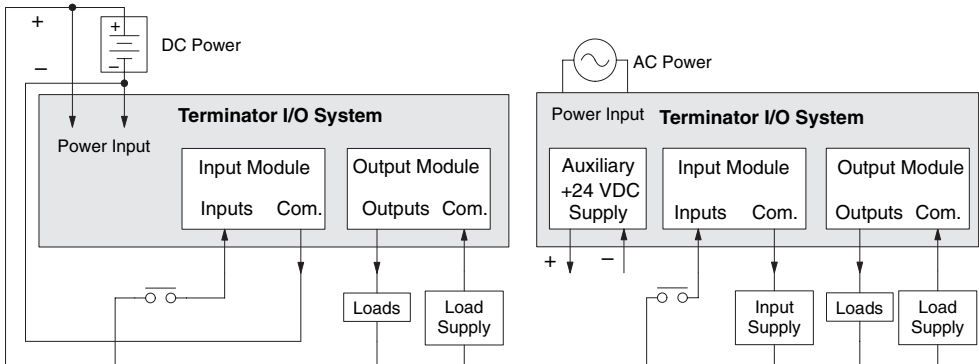 +
+
DC Power
–
–
Terminator I/O System
Power Input
Input Module
Inputs Com.
Output Module
Outputs Com.
Loads
Load
Supply
AC Power
Power Input Terminator I/O System
Auxiliary
+24 VDC
Supply
Input Module
Inputs Com.
Output Module
Outputs Com.
+ –
Input
Supply
Loads
Load
Supply